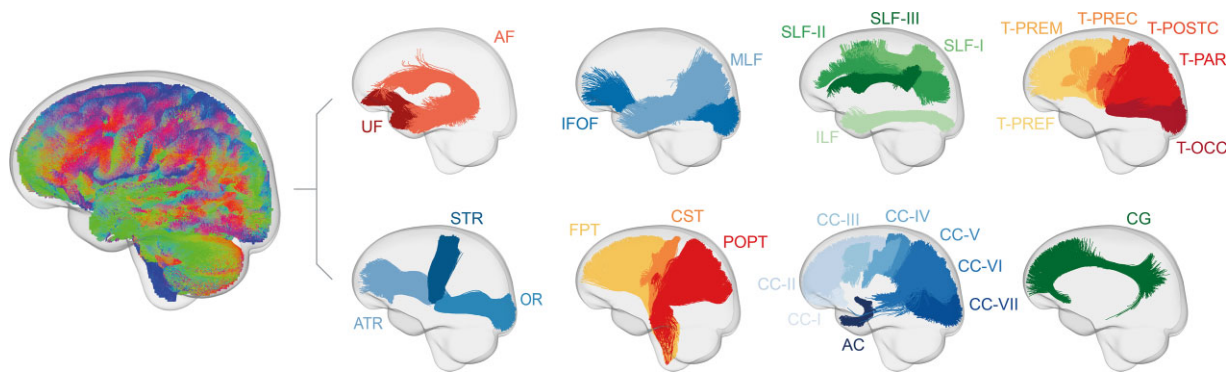 AF
UF
MLF
IFOF
SLF-III
SLF-II
SLF-I
ILF
T-PREC
T-PREM
T-POSTC
T-PAR
T-PREF
T-OCC
STR
OR
ATR
CST
FPT
POPT
CC-IV
CC-III
CC-V
CC-VI
CC-II
CC-VII
CC-I
AC
CG